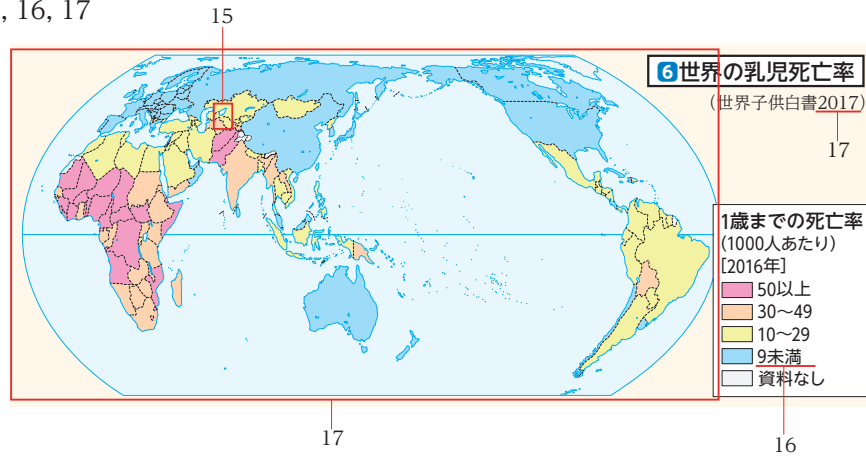 , 16, 17
15
6世界の乳児死亡率
(世界子供白書2017)
17
1歳までの死亡率
(1000人あたり)
[2016年]
50以上
30〜49
10〜29
9未満
資料なし
17
16